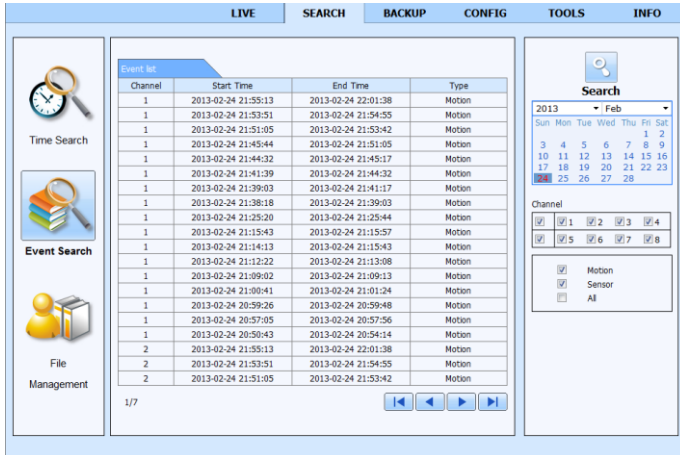 LIVE SEARCH BACKUP CONFIG TOOLS INFO
Time Search
Event Search
File
Management
Event list
Channel Start Time End Time Type
1 2013-02-24 21:55:13 2013-02-24 22:01:38 Motion
1 2013-02-24 21:53:51 2013-02-24 21:54:55 Motion
1 2013-02-24 21:51:05 2013-02-24 21:53:42 Motion
1 2013-02-24 21:45:44 2013-02-24 21:51:05 Motion
1 2013-02-24 21:44:32 2013-02-24 21:45:17 Motion
1 2013-02-24 21:41:39 2013-02-24 21:44:32 Motion
1 2013-02-24 21:39:03 2013-02-24 21:41:17 Motion
1 2013-02-24 21:38:18 2013-02-24 21:39:03 Motion
1 2013-02-24 21:25:20 2013-02-24 21:25:44 Motion
1 2013-02-24 21:15:43 2013-02-24 21:15:57 Motion
1 2013-02-24 21:14:13 2013-02-24 21:15:43 Motion
1 2013-02-24 21:12:22 2013-02-24 21:13:08 Motion
1 2013-02-24 21:09:02 2013-02-24 21:09:13 Motion
1 2013-02-24 21:00:41 2013-02-24 21:01:24 Motion
1 2013-02-24 20:59:26 2013-02-24 20:59:48 Motion
1 2013-02-24 20:57:05 2013-02-24 20:57:56 Motion
1 2013-02-24 20:50:43 2013-02-24 20:54:14 Motion
2 2013-02-24 21:55:13 2013-02-24 22:01:38 Motion
2 2013-02-24 21:53:51 2013-02-24 21:54:55 Motion
2 2013-02-24 21:51:05 2013-02-24 21:53:42 Motion
1/7
Search
2013 Feb
Sun Mon Tue Wed Thu Fri Sat
1 2
3 4 5 6 7 8 9
10 11 12 13 14 15 16
17 18 19 20 21 22 23
24 25 26 27 28
Channel
1 2 3 4
5 6 7 8
Motion
Sensor
All